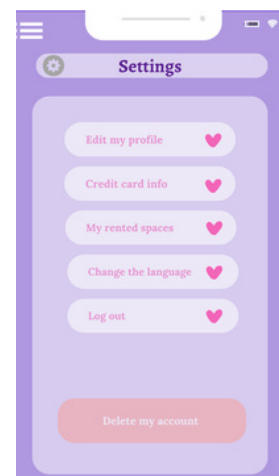 Settings
Edit my profile
Credit card info
My rented spaces
Change the language
Log out
Delete my account